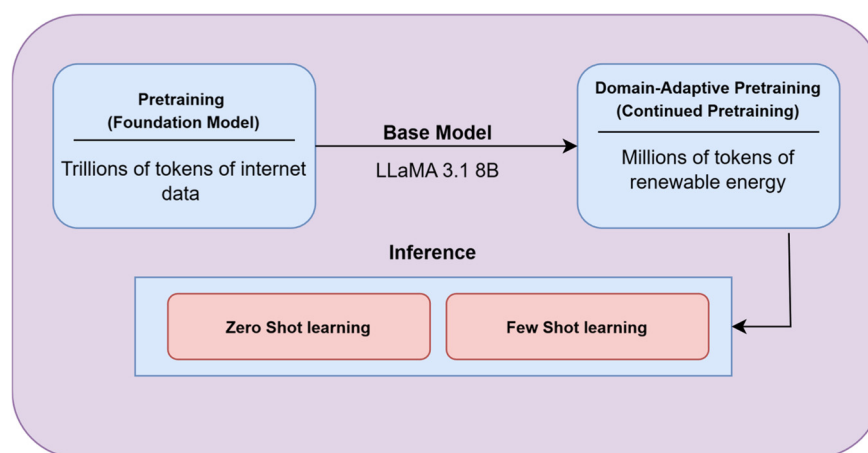 Pretraining
(Foundation Model)
Trillions of tokens of internet
data
Base Model
LLaMA 3.1 8B
Domain-Adaptive Pretraining
(Continued Pretraining)
Millions of tokens of
renewable energy
Inference
Zero Shot learning
Few Shot learning